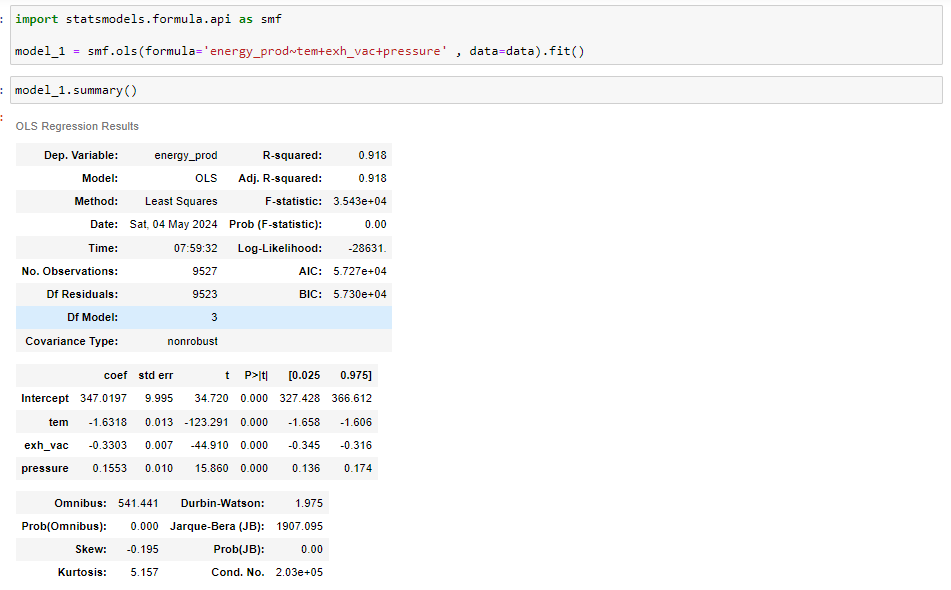 import statsmodels.formula.api as smf
model_1 = smf.ols(formula='energy_prod~tem+exh_vac+pressure' , data=data).fit()
model_1.summary()
OLS Regression Results
Dep. Variable: energy_prod R-squared: 0.918
Model: OLS Adj. R-squared: 0.918
Method: Least Squares F-statistic: 3.543e+04
Date: Sat, 04 May 2024 Prob (F-statistic): 0.00
Time: 07:59:32 Log-Likelihood: -28631.
No. Observations: 9527 AIC: 5.727e+04
Df Residuals: 9523 BIC: 5.730e+04
Df Model: 3
Covariance Type: nonrobust
coef std err t P>|t| [0.025 0.975]
Intercept 347.0197 9.995 34.720 0.000 327.428 366.612
tem -1.6318 0.013 -123.291 0.000 -1.658 -1.606
exh_vac -0.3303 0.007 -44.910 0.000 -0.345 -0.316
pressure 0.1553 0.010 15.860 0.000 0.136 0.174
Omnibus: 541.441 Durbin-Watson: 1.975
Prob(Omnibus): 0.000 Jarque-Bera (JB): 1907.095
Skew: -0.195 Prob(JB): 0.00
Kurtosis: 5.157 Cond. No. 2.03e+05